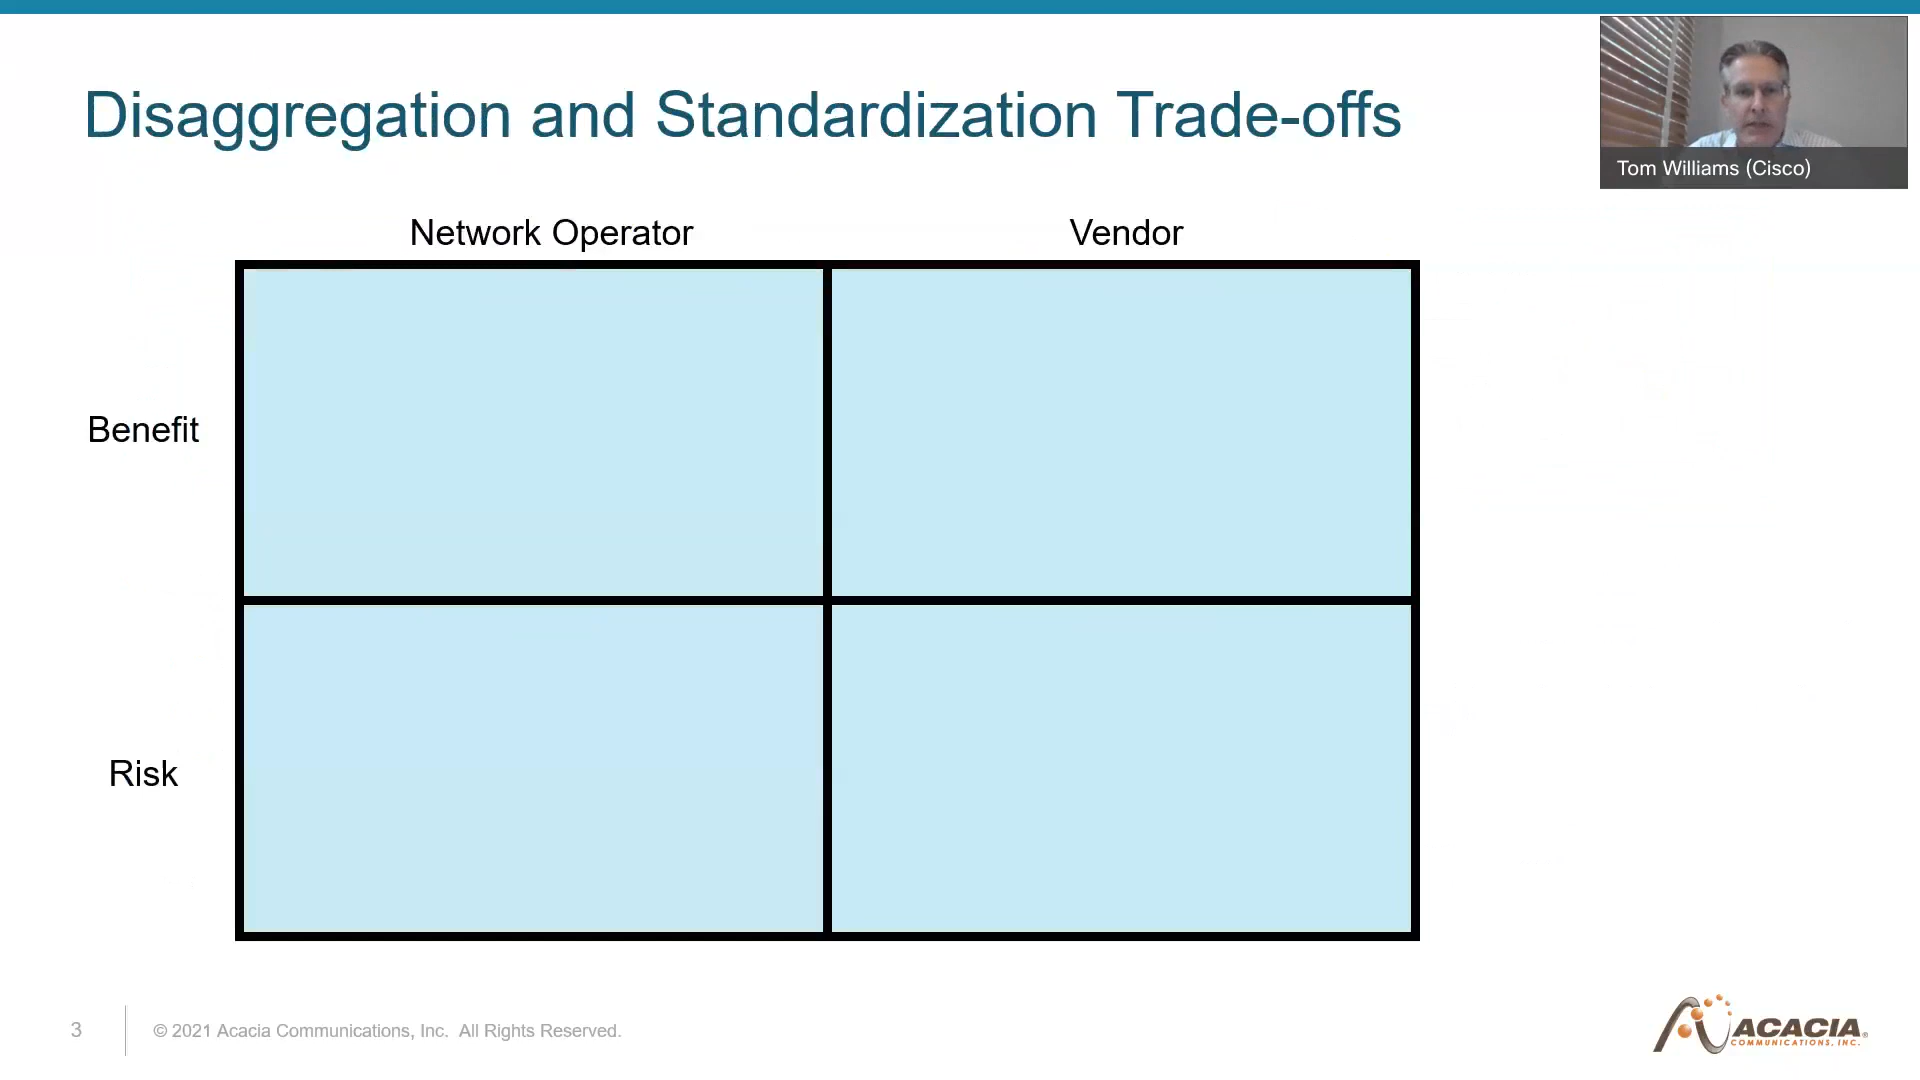 Disaggregation and Standardization Trade-offs
Tom Williams (Cisco)
Network Operator
Vendor
Benefit
Risk
3
© 2021 Acacia Communications, Inc. All Rights Reserved.
ACACIA®
COMMUNICATIONS, INC.